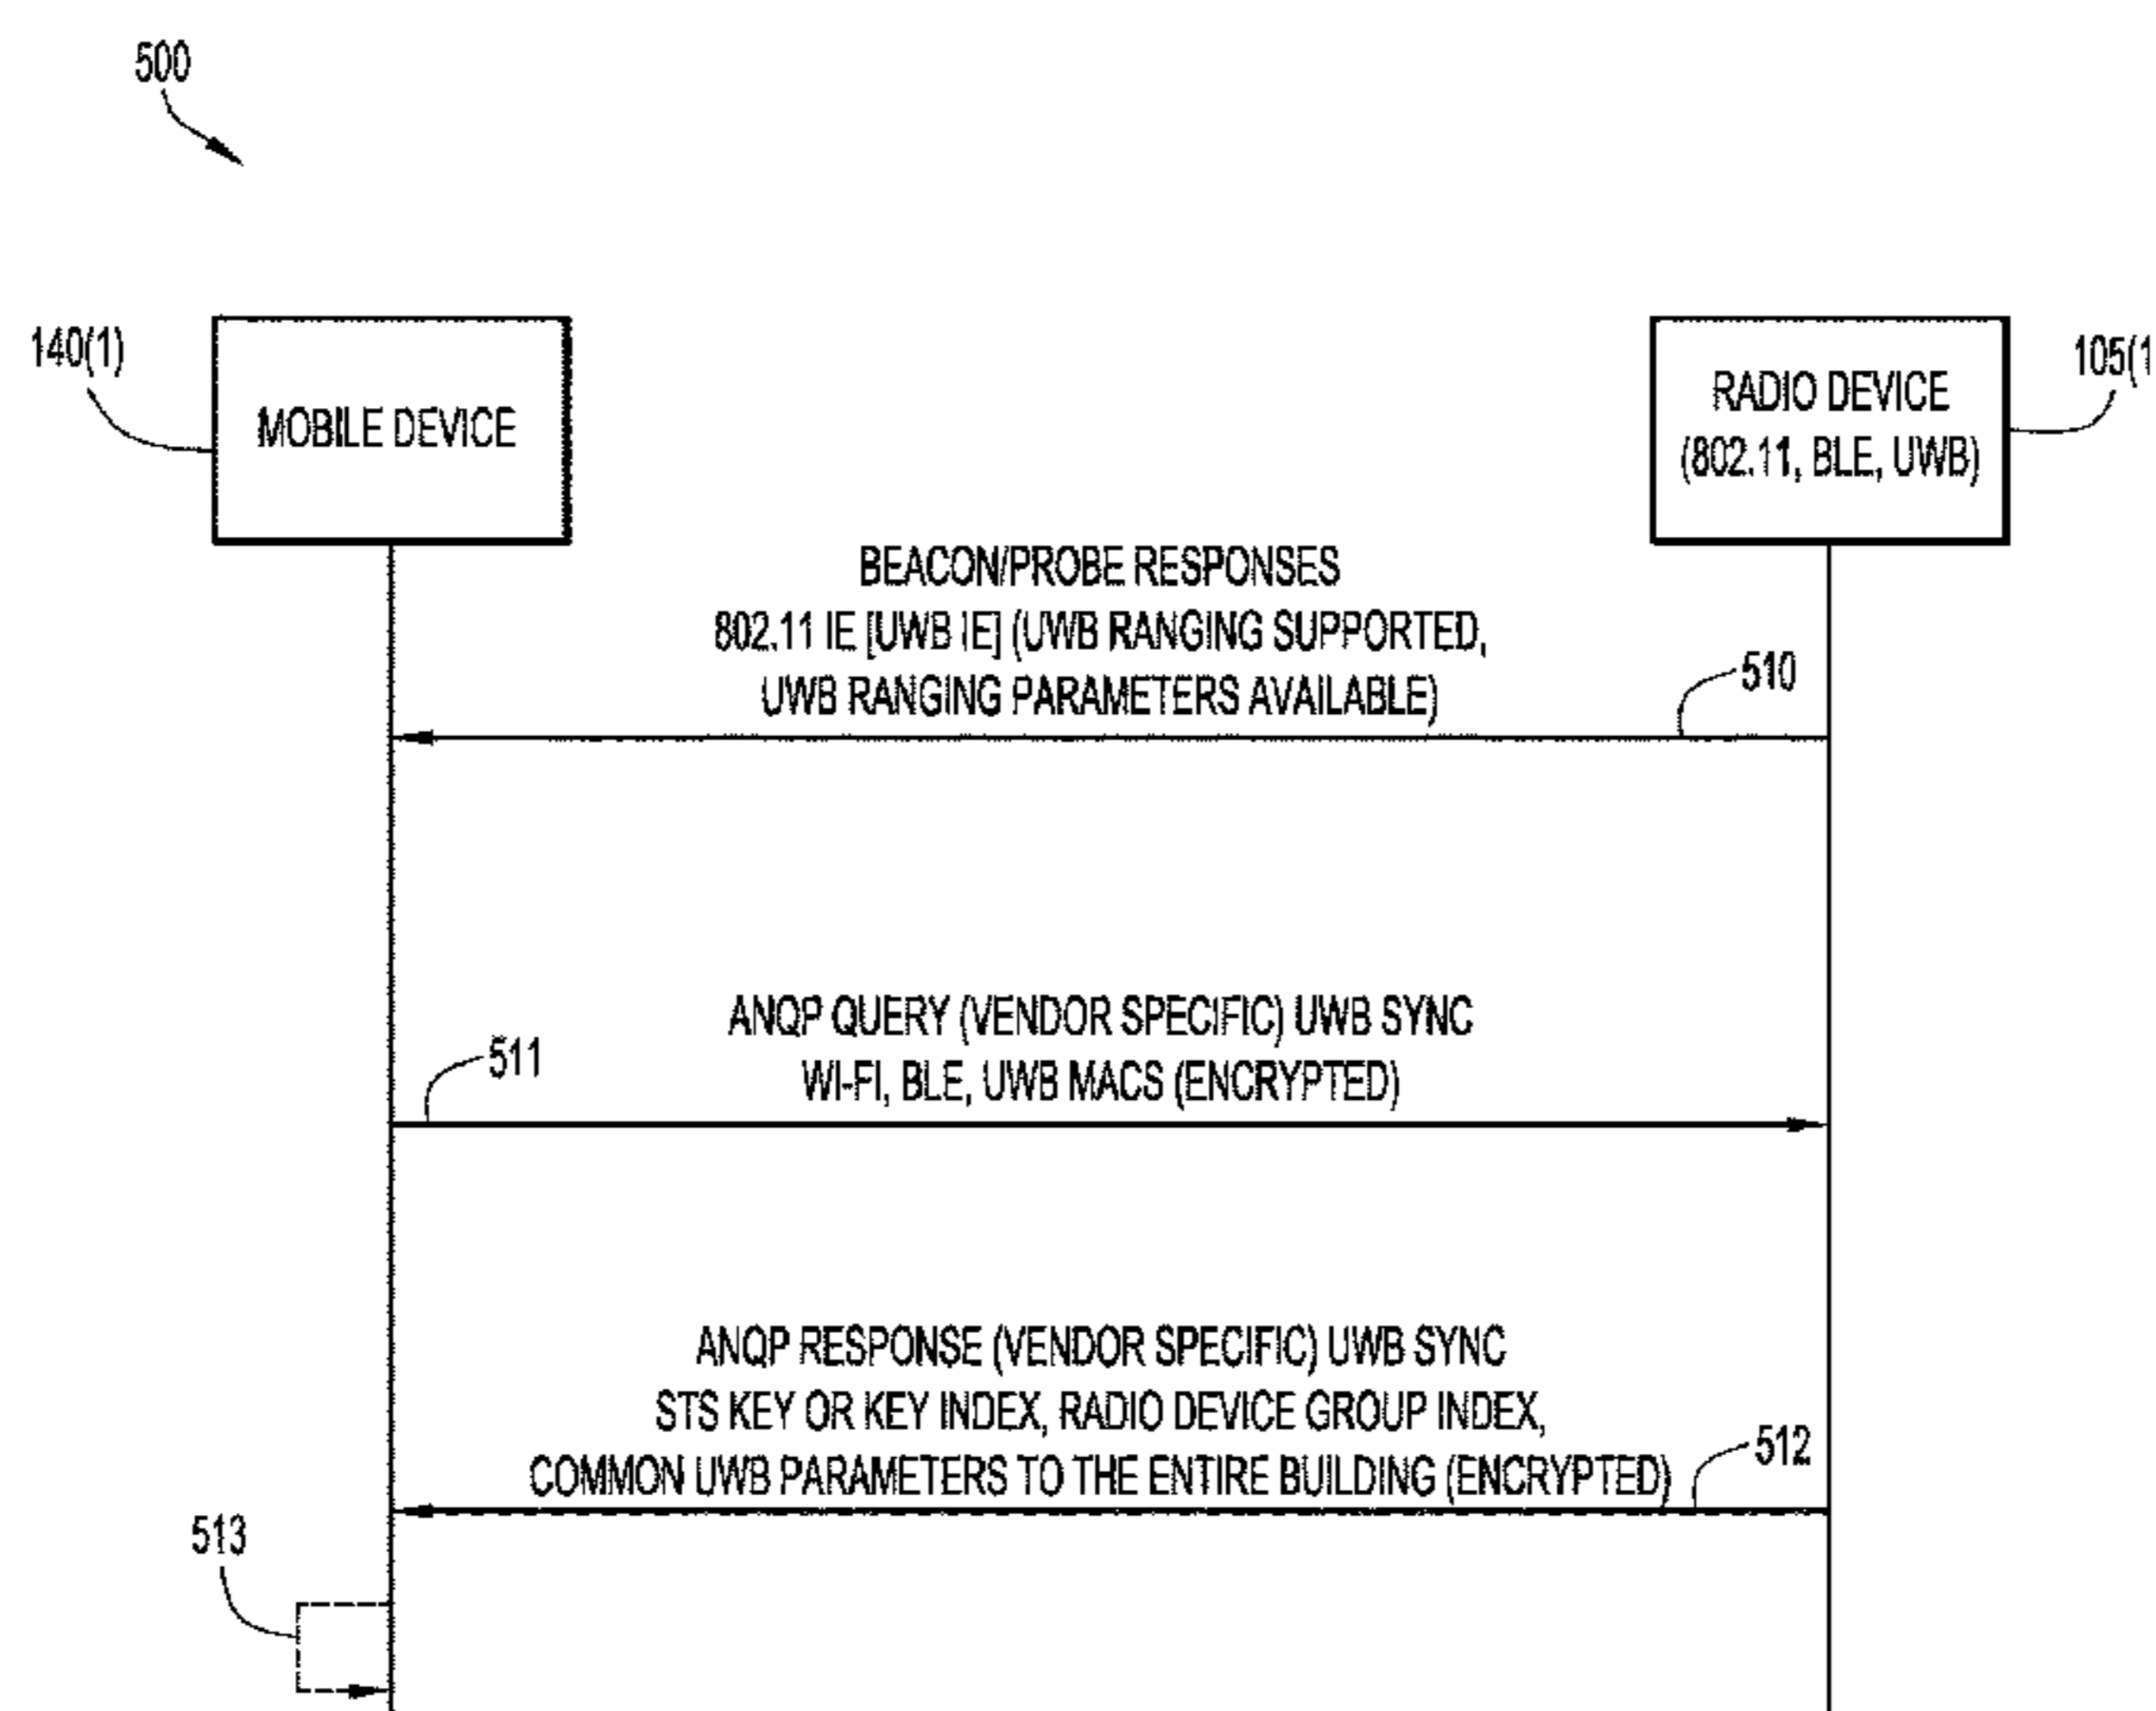 500
140(1)
MOBILE DEVICE
RADIO DEVICE
(802.11, BLE, UWB)
105(1
BEACON/PROBE RESPONSES
802.11 IE [UWB IE] (UWB RANGING SUPPORTED,
UWB RANGING PARAMETERS AVAILABLE)
510
ANQP QUERY (VENDOR SPECIFIC) UWB SYNC
WI-FI, BLE, UWB MACS (ENCRYPTED)
511
ANQP RESPONSE (VENDOR SPECIFIC) UWB SYNC
STS KEY OR KEY INDEX, RADIO DEVICE GROUP INDEX,
COMMON UWB PARAMETERS TO THE ENTIRE BUILDING (ENCRYPTED)
512
513